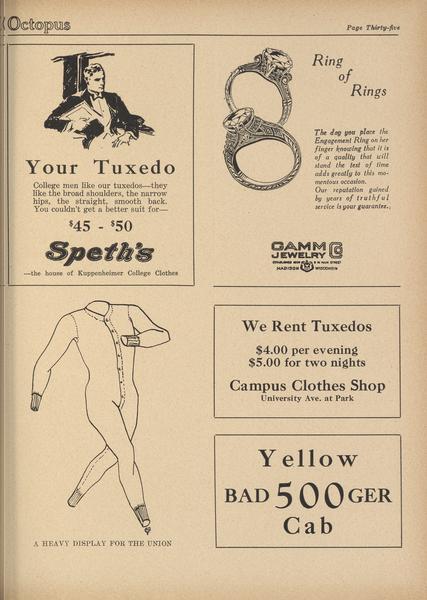 Octopus
Page Thirty-five
Your Tuxedo
College men like our tuxedos—they
like the broad shoulders, the narrow
hips, the straight, smooth back.
You couldn't get a better suit for—
$45 - $50
Speth's
—the house of Kuppenheimer College Clothes
Ring
of
Rings
The day you place the
Engagement Ring on her
finger knowing that it is
of a quality that will
stand the test of time
adds greatly to this mo-
mentous occasion.
Our reputation gained
by years of truthful
service is your guarantee.
GAMM
JEWELRY CO
MAIN STREET
MADISON WISCONSIN
We Rent Tuxedos
$4.00 per evening
$5.00 for two nights
Campus Clothes Shop
University Ave. at Park
A HEAVY DISPLAY FOR THE UNION
Yellow
BAD 500 GER
Cab